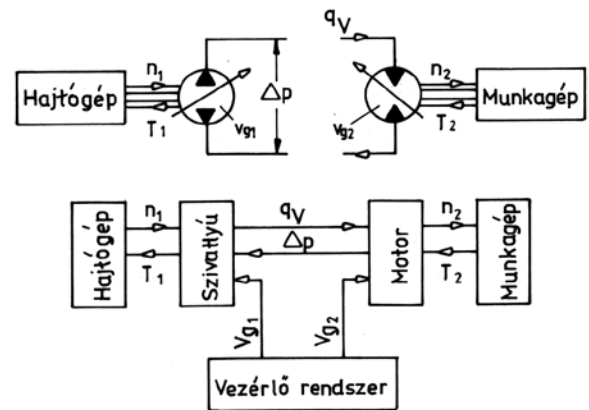 qV
n1
n2
Hajtógép
Δp
Munkagép
T1
vg1
vg2
T2
Hajtógép
n1
T1
Szivattyú
qV
Δp
Motor
n2
T2
Munkagép
Vg1
Vg2
Vezérlő rendszer